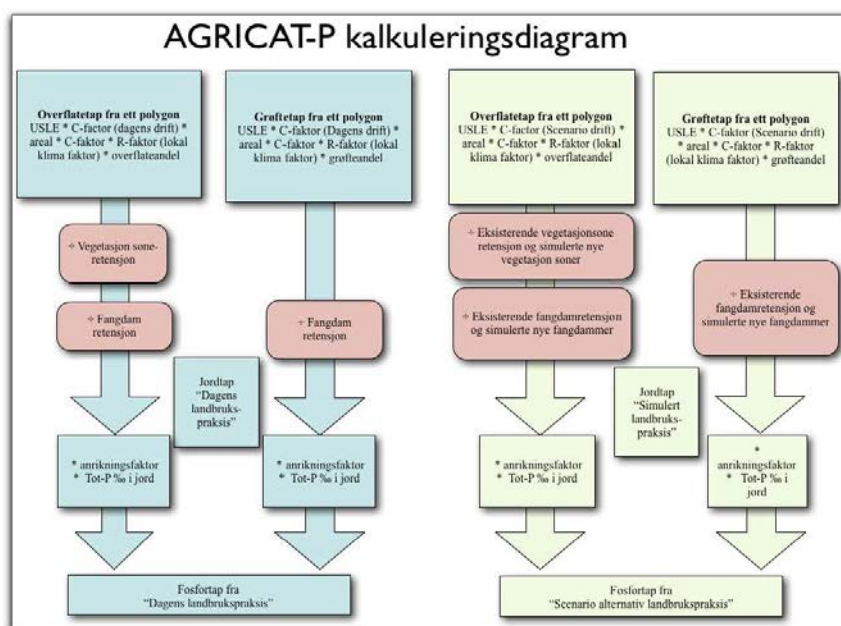 AGRICAT-P kalkuleringsdiagram
Overflatetap fra ett polygon
USLE * C-factor (dagens drift) *
areal * C-faktor * R-faktor (lokal
klima faktor) * overflateandel
Grøftetap fra ett polygon
USLE * C-faktor (Dagens drift) *
areal * C-faktor * R-faktor (lokal
klima faktor) * grøfteandel
Overflatetap fra ett polygon
USLE * C-factor (Scenario drift) *
areal * C-faktor * R-faktor (lokal
klima faktor) * overflateandel
Grøftetap fra ett polygon
USLE * C-faktor (Scenario drift)
* areal * C-faktor * R-faktor
(lokal klima faktor) * grøfteandel
÷ Vegetasjon sone-
retensjon
÷ Fangdam
retensjon
÷ Fangdam
retensjon
÷ Eksisterende vegetasjonsone
retensjon og simulerte nye
vegetasjon soner
÷ Eksisterende fangdamretensjon
og simulerte nye fangdammer
÷ Eksisterende
fangdamretensjon og
simulerte nye fangdammer
Jordtap
“Dagens
landbruks-
praksis”
Jordtap
“Simulert
landbruks-
praksis”
* anrikningsfaktor
* Tot-P ‰ i jord
* anrikningsfaktor
* Tot-P ‰ i jord
* anrikningsfaktor
* Tot-P ‰ i jord
*
anrikningsfaktor
* Tot-P ‰ i
jord
Fosfortap fra
“Dagens landbrukspraksis”
Fosfortap fra
“Scenario alternativ landbrukspraksis”